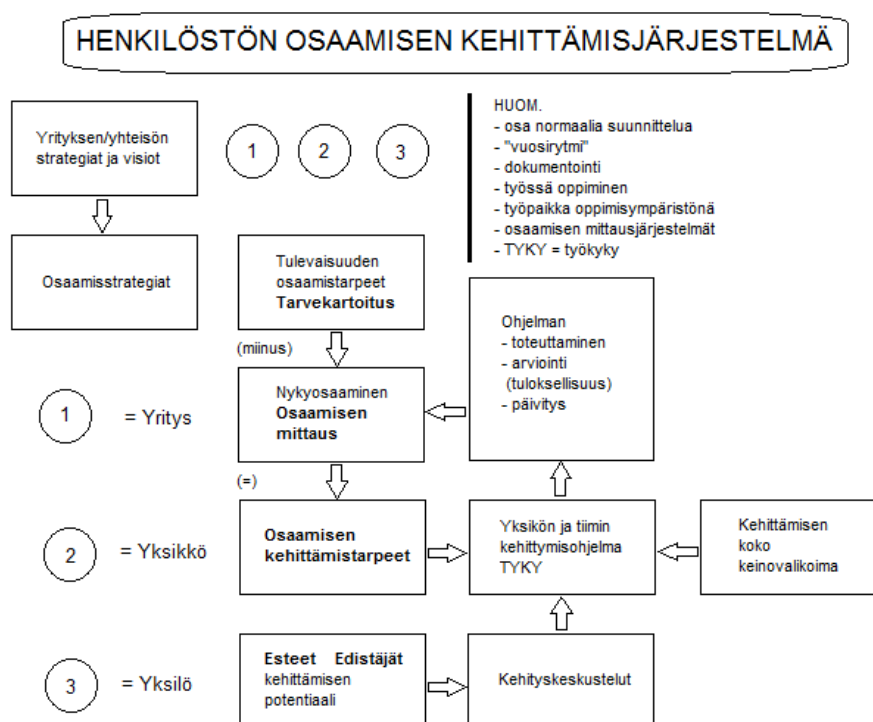 HENKILÖSTÖN OSAAMISEN KEHITTÄMISJÄRJESTELMÄ
Yrityksen/yhteisön
strategiat ja visiot
1
2
3
HUOM.
- osa normaalia suunnittelua
- "vuosirytmi"
- dokumentointi
- työssä oppiminen
- työpaikka oppimisympäristönä
- osaamisen mittausjärjestelmät
- TYKY = työkyky
Osaamisstrategiat
Tulevaisuuden
osaamistarpeet
Tarvekartoitus
(miinus)
Ohjelman
- toteuttaminen
- arviointi
(tuloksellisuus)
- päivitys
1
= Yritys
Nykyosaaminen
Osaamisen
mittaus
(=)
2
= Yksikkö
Osaamisen
kehittämistarpeet
Yksikön ja tiimin
kehittymisohjelma
TYKY
Kehittämisen
koko
keinovalikoima
3
= Yksilö
Esteet Edistäjät
kehittämisen
potentiaali
Kehityskeskustelut